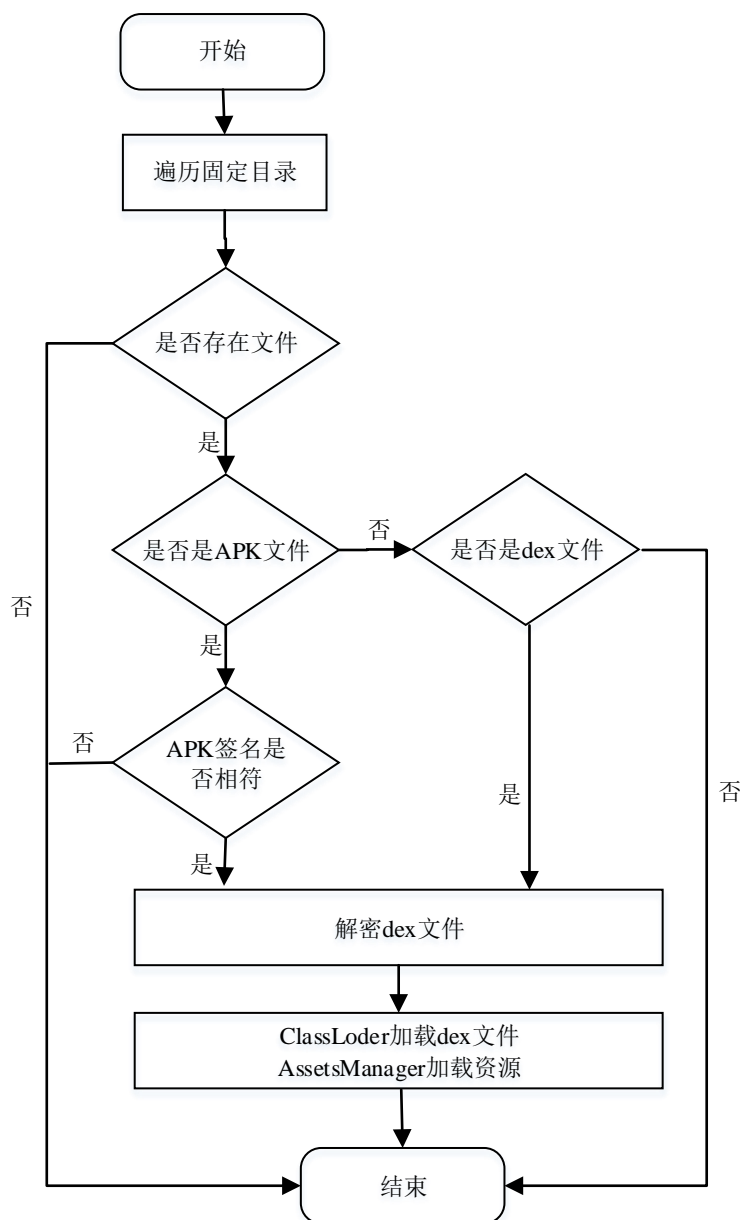 开始
遍历固定目录
是否存在文件
是
是否是APK文件
否
是否是dex文件
否
是
APK签名是
否相符
否
是
是
否
解密dex文件
ClassLoder加载dex文件
AssetsManager加载资源
结束